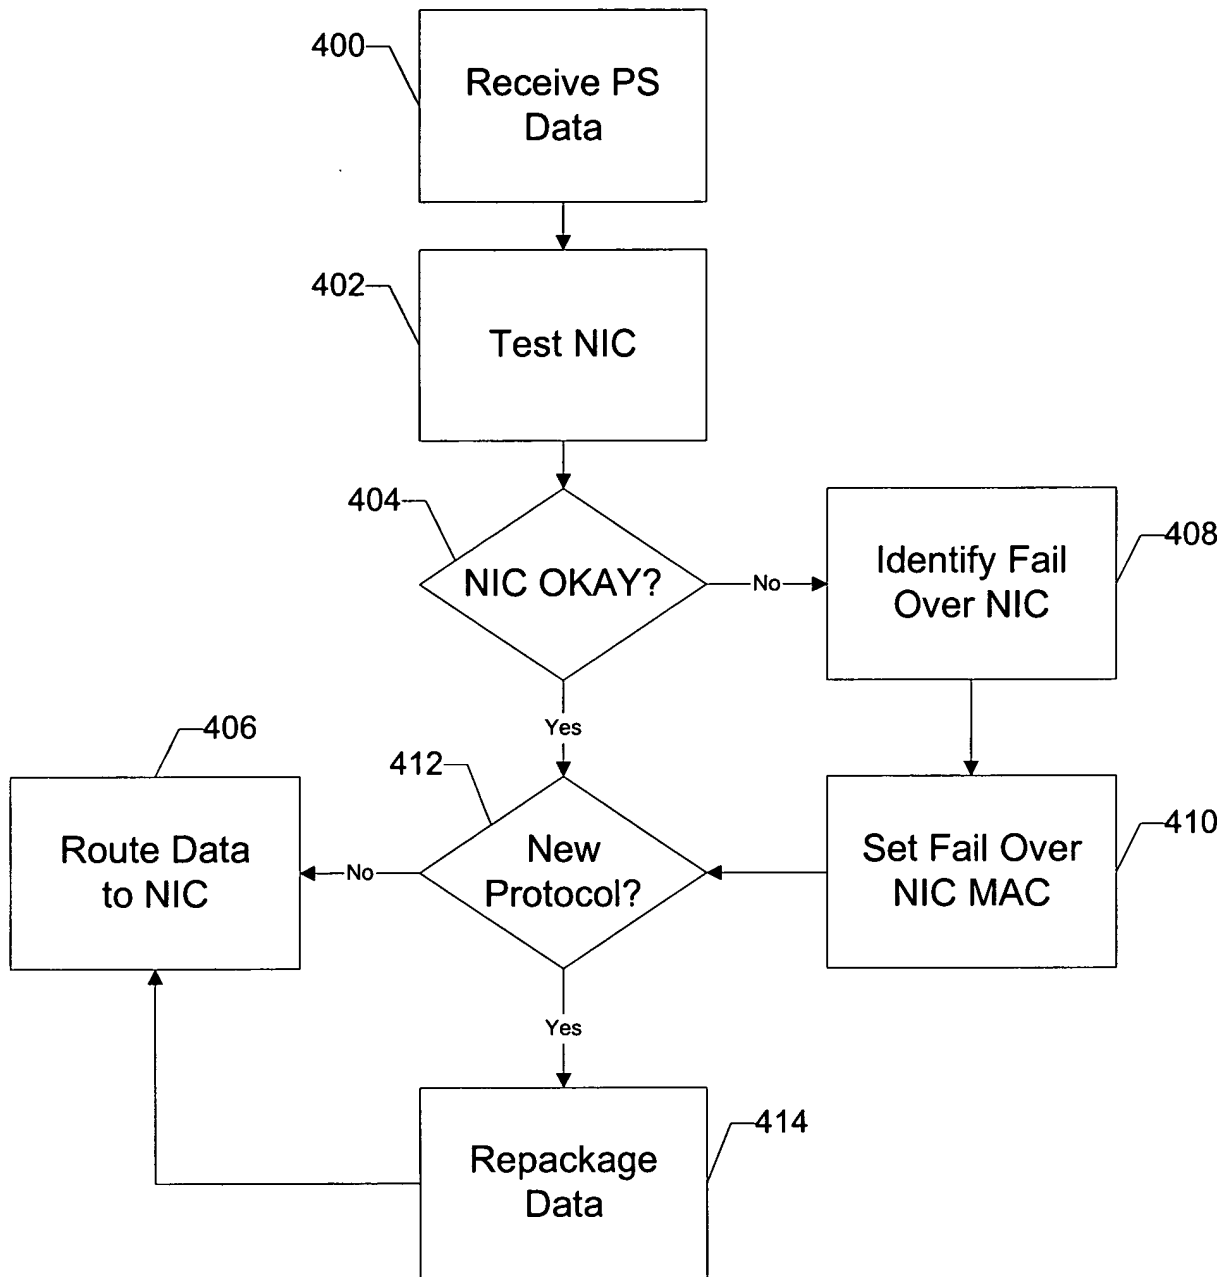 400
Receive PS
Data
402
Test NIC
404
NIC OKAY?
No
408
Identify Fail
Over NIC
Yes
406
Route Data
to NIC
No
412
New
Protocol?
410
Set Fail Over
NIC MAC
Yes
414
Repackage
Data